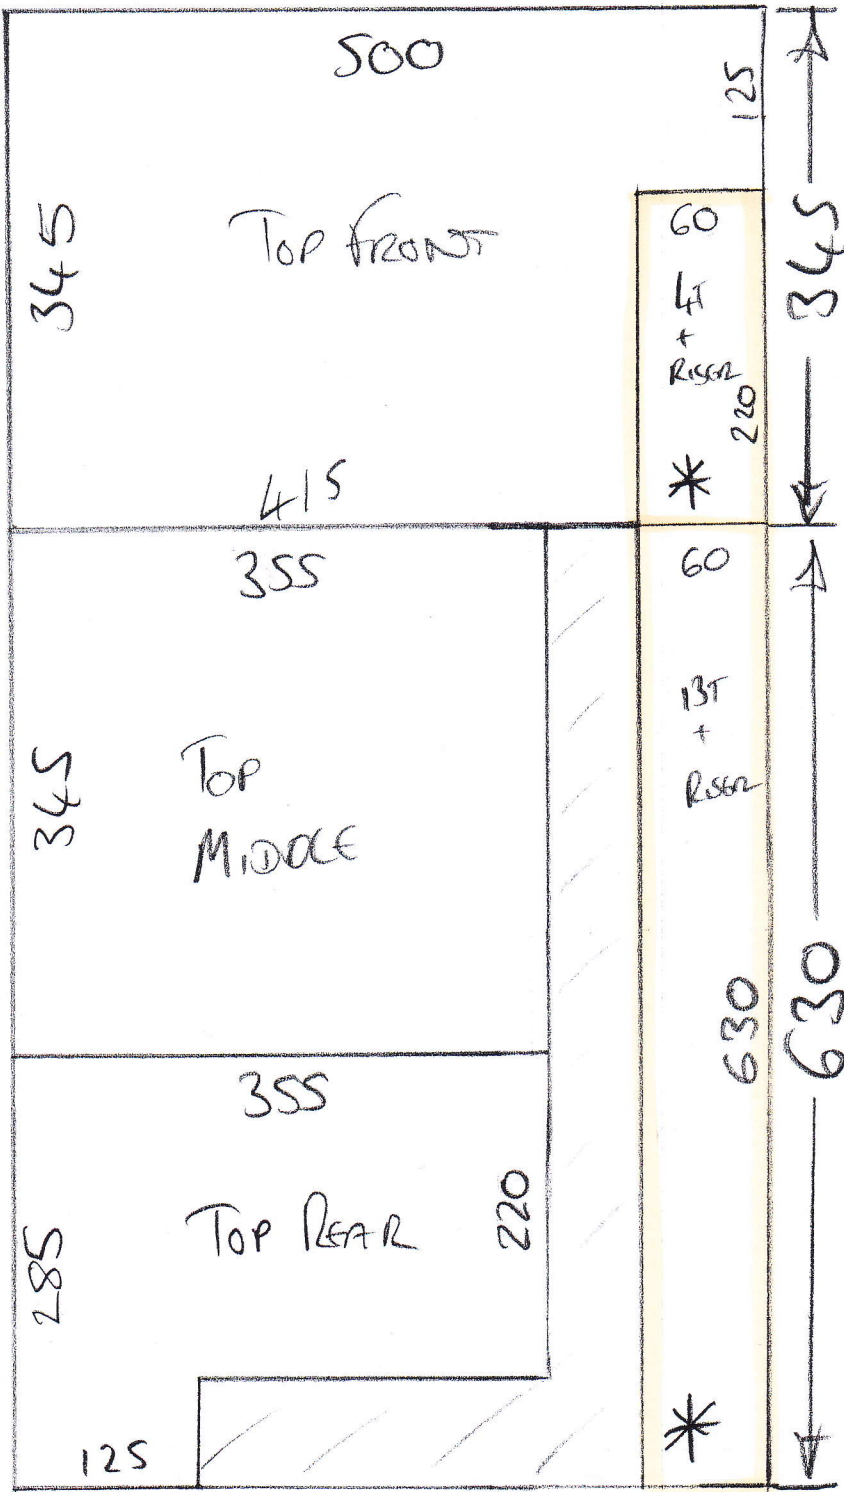 500
125
345
TOP FRONT
60
4T
+
RISER
220
345
415
*
355
60
345
TOP
MIDDLE
13T
+
RISER
630
630
355
TOP REAR
220
285
125
*